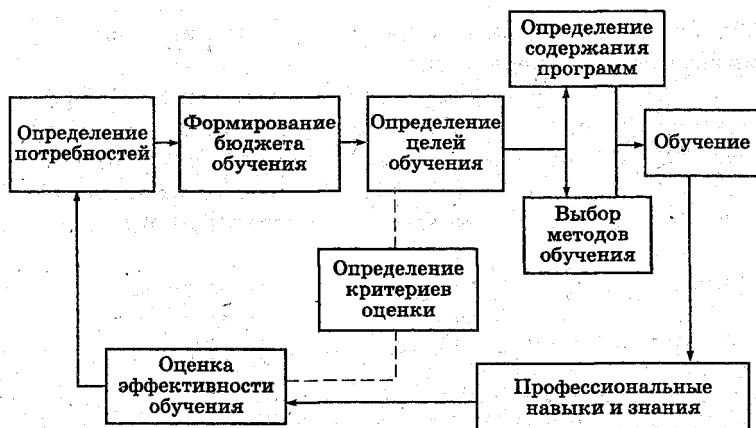 Определение
потребностей
Формирование
бюджета
обучения
Определение
целей
обучения
Определение
содержания
программ
Выбор
методов
обучения
Обучение
Определение
критериев
оценки
Оценка
эффективности
обучения
Профессиональные
навыки и знания